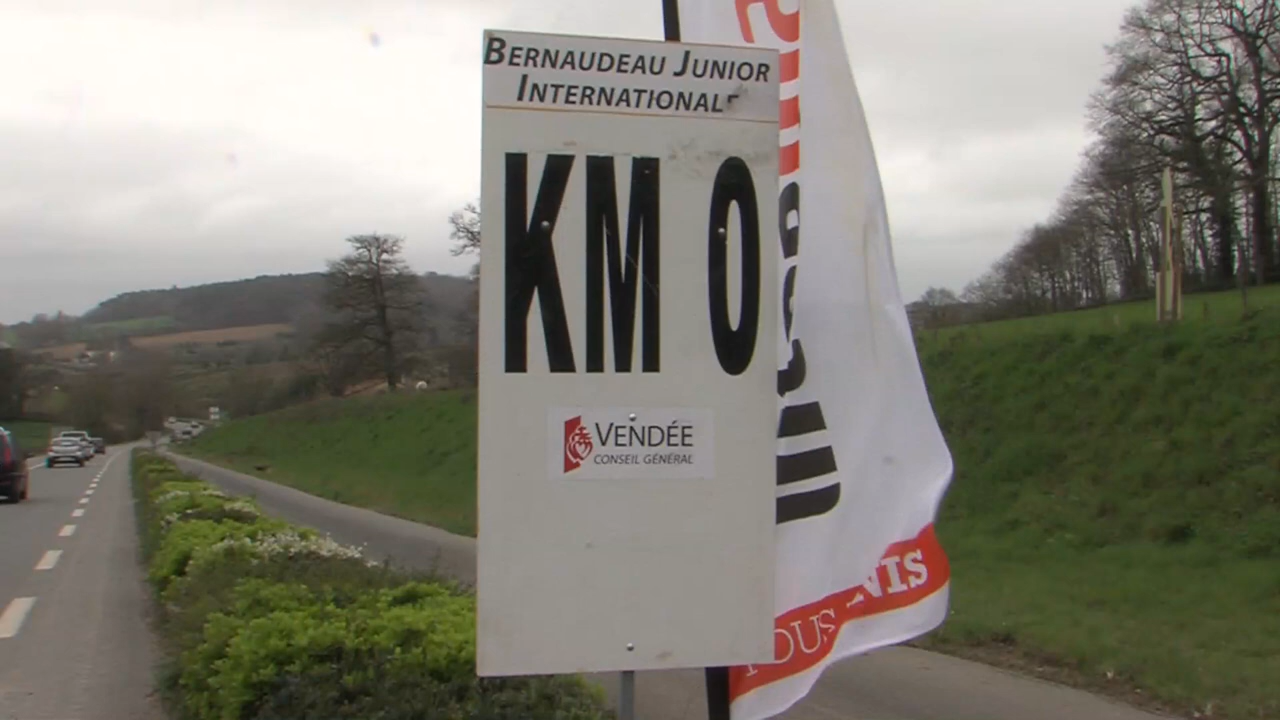 BERNAUDEAU JUNIOR
INTERNATIONALE
KM 0
VENDÉE
CONSEIL GÉNÉRAL